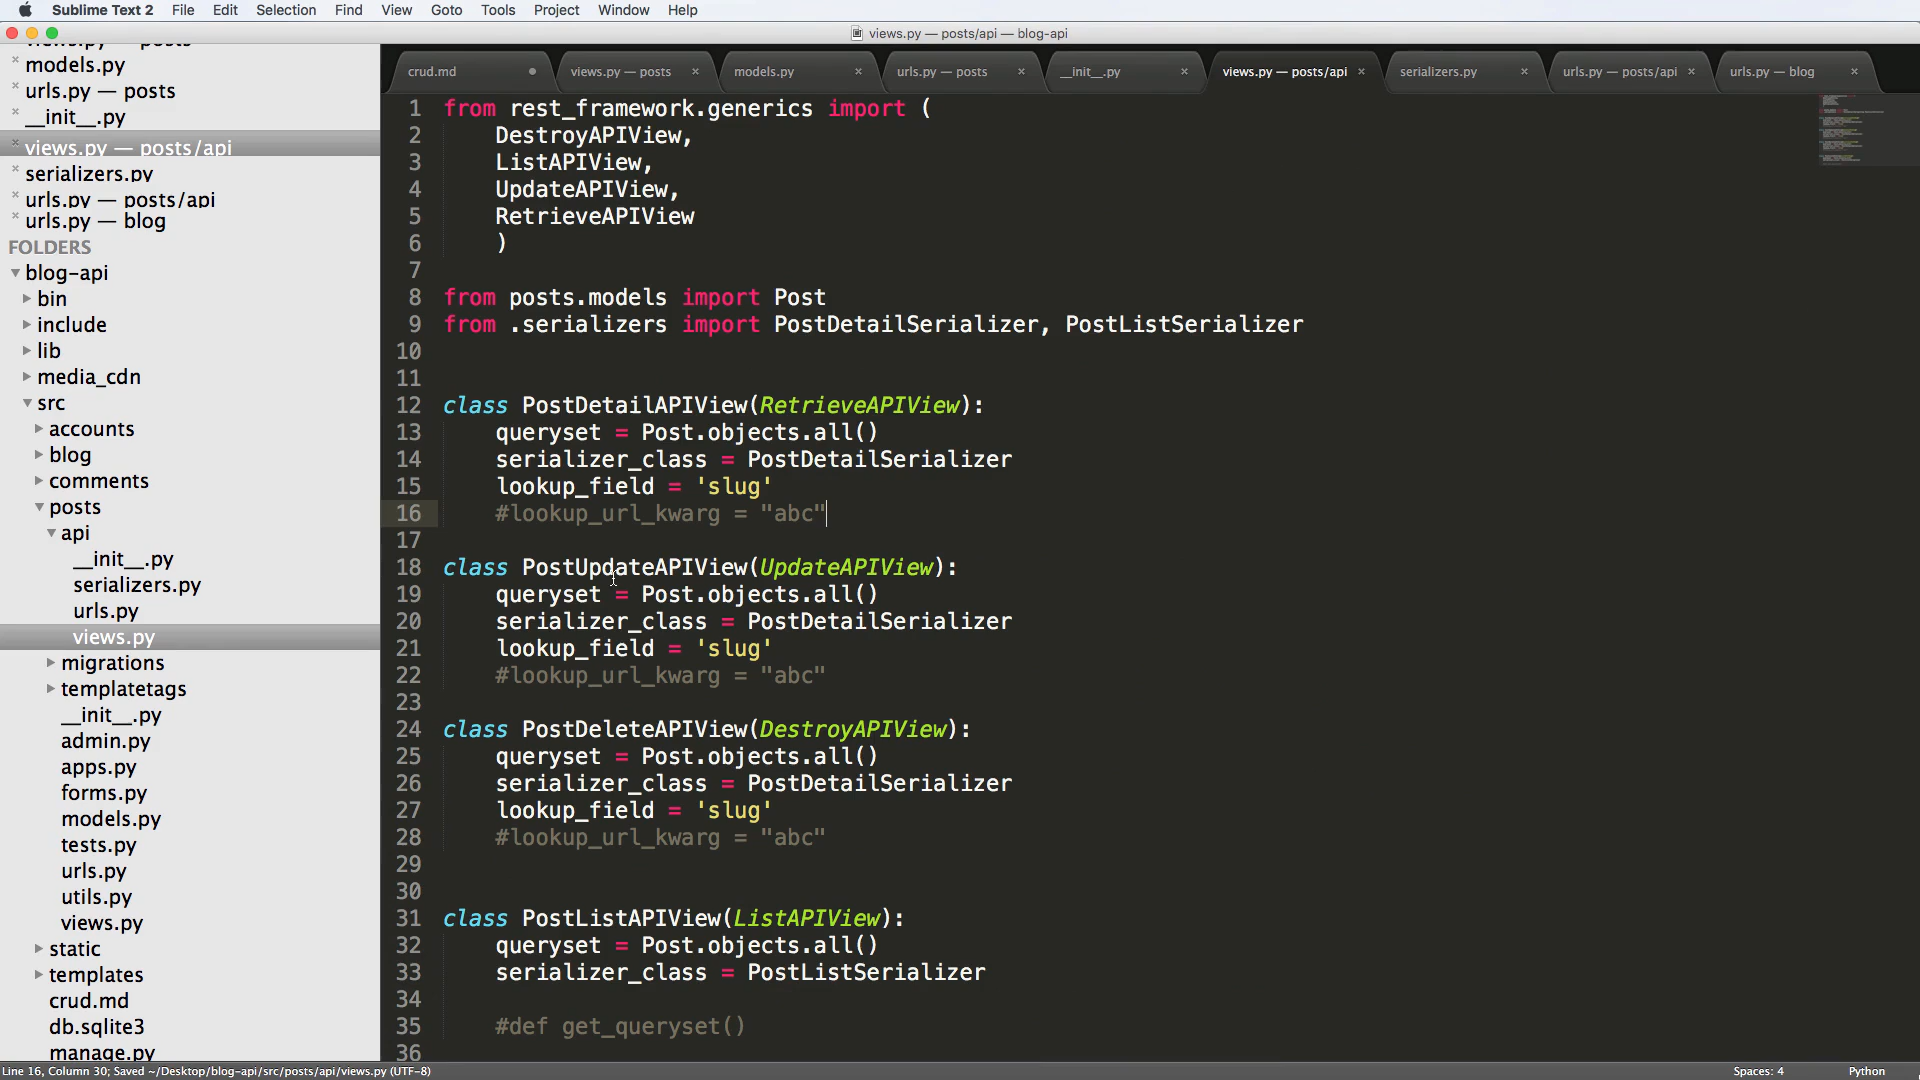 Sublime Text 2 File Edit Selection Find View Goto Tools Project Window Help
views.py — posts/api — blog-api
views.py — posts
models.py
urls.py — posts
__init__.py
views.py — posts/api
serializers.py
urls.py — posts/api
urls.py — blog
FOLDERS
blog-api
bin
include
lib
media_cdn
src
accounts
blog
comments
posts
api
__init__.py
serializers.py
urls.py
views.py
migrations
templatetags
__init__.py
admin.py
apps.py
forms.py
models.py
tests.py
urls.py
utils.py
views.py
static
templates
crud.md
db.sqlite3
manage.py
crud.md views.py — posts models.py urls.py — posts __init__.py views.py — posts/api serializers.py urls.py — posts/api urls.py — blog
1 from rest_framework.generics import (
2 DestroyAPIView,
3 ListAPIView,
4 UpdateAPIView,
5 RetrieveAPIView
6 )
7
8 from posts.models import Post
9 from .serializers import PostDetailSerializer, PostListSerializer
10
11
12 class PostDetailAPIView(RetrieveAPIView):
13 queryset = Post.objects.all()
14 serializer_class = PostDetailSerializer
15 lookup_field = 'slug'
16 #lookup_url_kwarg = "abc"
17
18 class PostUpdateAPIView(UpdateAPIView):
19 queryset = Post.objects.all()
20 serializer_class = PostDetailSerializer
21 lookup_field = 'slug'
22 #lookup_url_kwarg = "abc"
23
24 class PostDeleteAPIView(DestroyAPIView):
25 queryset = Post.objects.all()
26 serializer_class = PostDetailSerializer
27 lookup_field = 'slug'
28 #lookup_url_kwarg = "abc"
29
30
31 class PostListAPIView(ListAPIView):
32 queryset = Post.objects.all()
33 serializer_class = PostListSerializer
34
35 #def get_queryset()
36
Line 16, Column 30; Saved ~/Desktop/blog-api/src/posts/api/views.py (UTF-8) Spaces: 4 Python